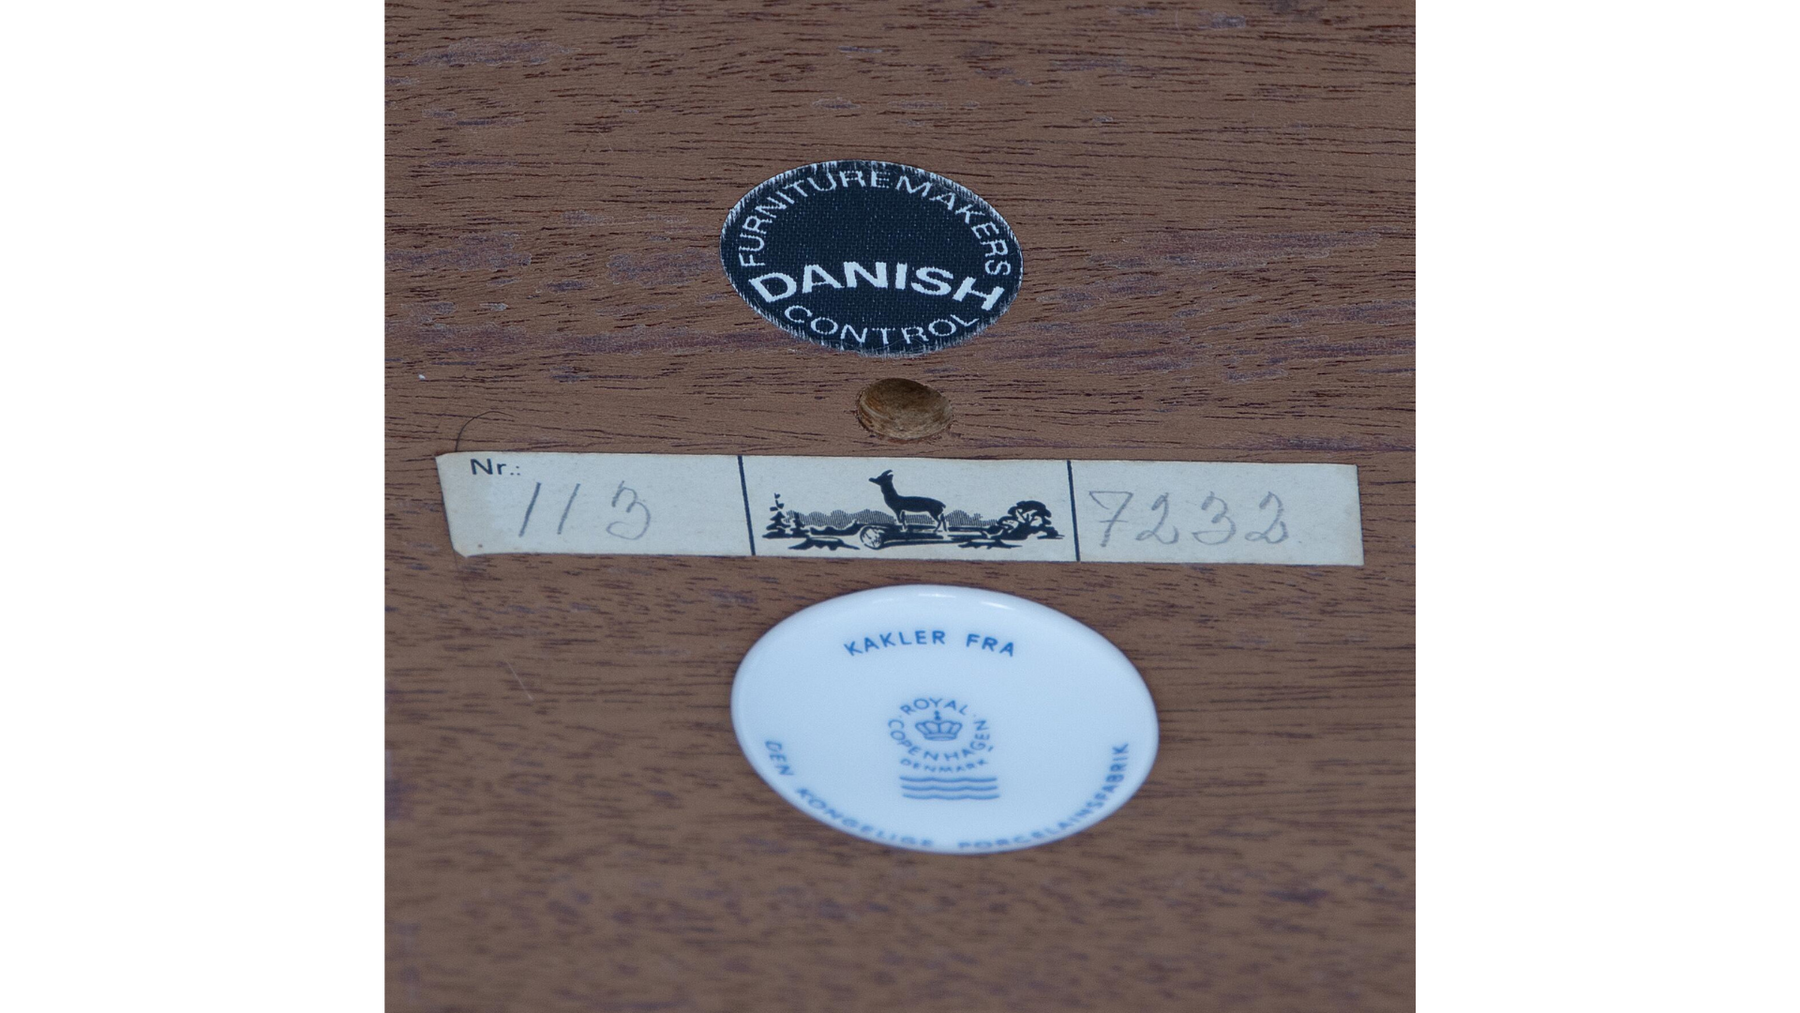 FURNITUREMAKERS
DANISH
CONTROL
Nr.:
113
7232
KAKLER FRA
ROYAL
COPENHAGEN
DENMARK
DEN KONGELIGE PORCELAINSFABRIK